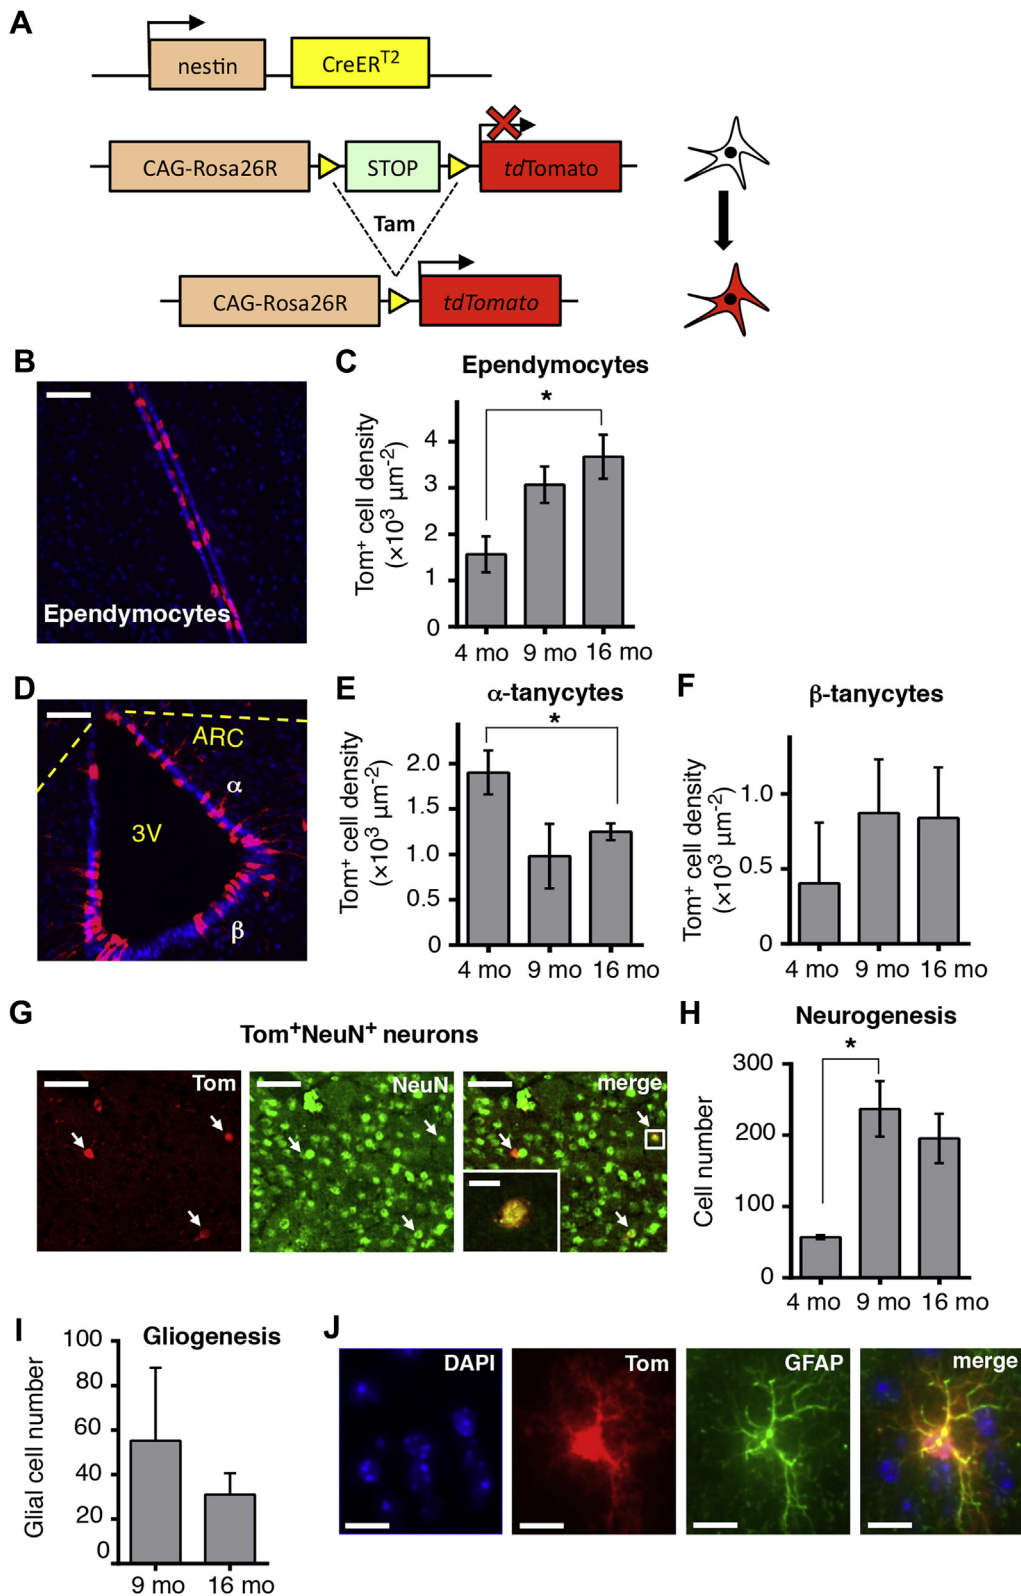 A
nestin
CreERT2
CAG-Rosa26R
STOP
tdTomato
Tam
CAG-Rosa26R
tdTomato
B
Ependymocytes
C
Ependymocytes
Tom+ cell density
(×10³ μm⁻²)
*
4
3
2
1
0
4 mo
9 mo
16 mo
D
ARC
α
3V
β
E
α-tanycytes
Tom+ cell density
(×10³ μm⁻²)
*
2.0
1.5
1.0
0.5
0
4 mo
9 mo
16 mo
F
β-tanycytes
Tom+ cell density
(×10³ μm⁻²)
1.0
0.5
0
4 mo
9 mo
16 mo
G
Tom+NeuN+ neurons
Tom
NeuN
merge
H
Neurogenesis
Cell number
*
300
200
100
0
4 mo
9 mo
16 mo
I
Gliogenesis
Glial cell number
100
80
60
40
20
0
9 mo
16 mo
J
DAPI
Tom
GFAP
merge